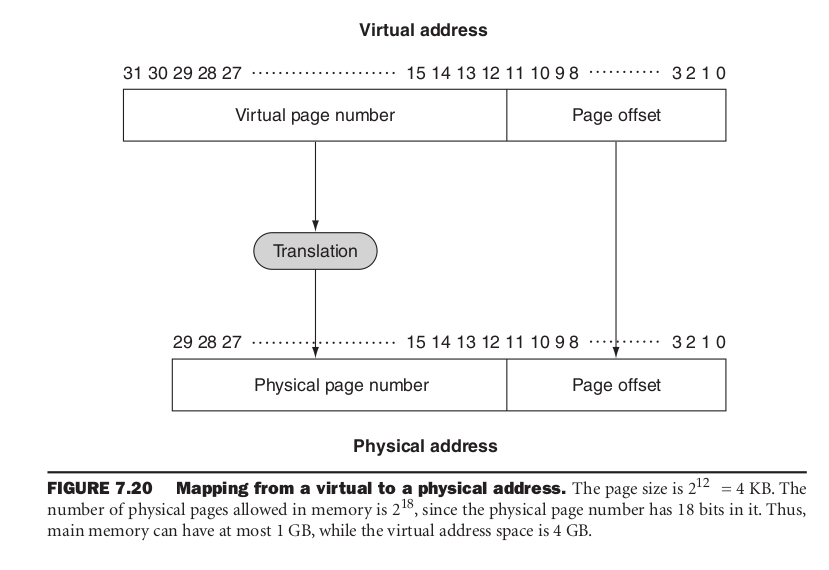 Virtual address
31 30 29 28 27 ...................... 15 14 13 12 11 10 9 8 ........... 3 2 1 0
Virtual page number Page offset
Translation
29 28 27 ...................... 15 14 13 12 11 10 9 8 ........... 3 2 1 0
Physical page number Page offset
Physical address
FIGURE 7.20 Mapping from a virtual to a physical address. The page size is 2^12 = 4 KB. The
number of physical pages allowed in memory is 2^18, since the physical page number has 18 bits in it. Thus,
main memory can have at most 1 GB, while the virtual address space is 4 GB.